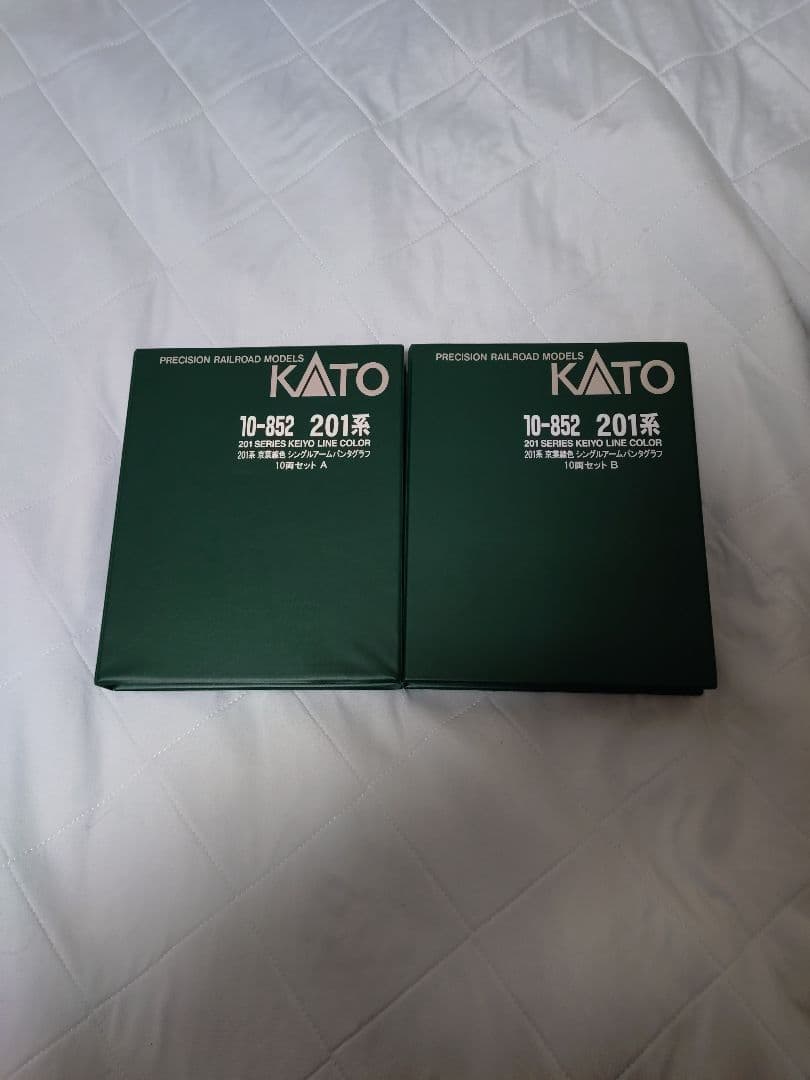 PRECISION RAILROAD MODELS
KATO
10-852 201系
201 SERIES KEIYO LINE COLOR
201系 京葉線色 シングルアームパンタグラフ
10両セット A
PRECISION RAILROAD MODELS
KATO
10-852 201系
201 SERIES KEIYO LINE COLOR
201系 京葉線色 シングルアームパンタグラフ
10両セット B